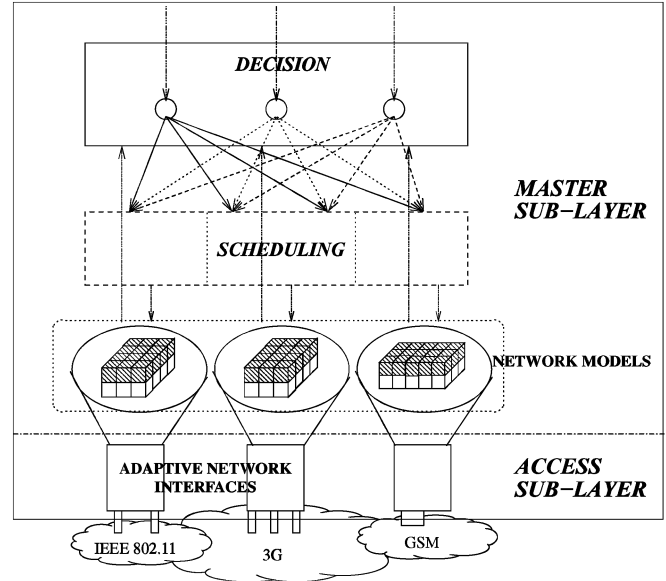 DECISION
MASTER
SUB-LAYER
SCHEDULING
NETWORK MODELS
ADAPTIVE NETWORK
INTERFACES
ACCESS
SUB-LAYER
IEEE 802.11
3G
GSM